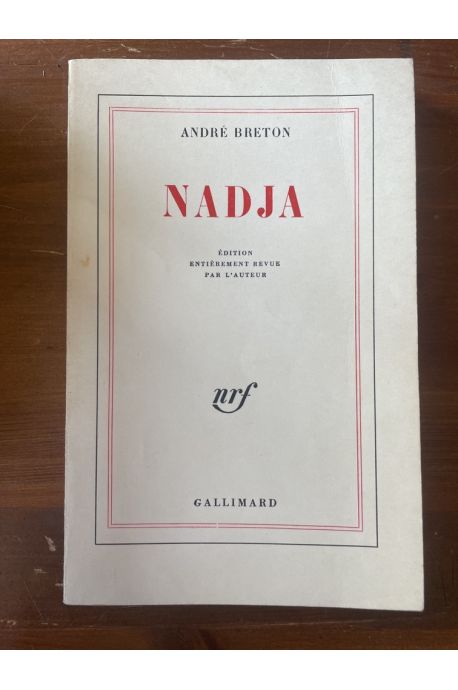 ANDRÉ BRETON
NADJA
ÉDITION
ENTIÈREMENT REVUE
PAR L'AUTEUR
nrf
GALLIMARD